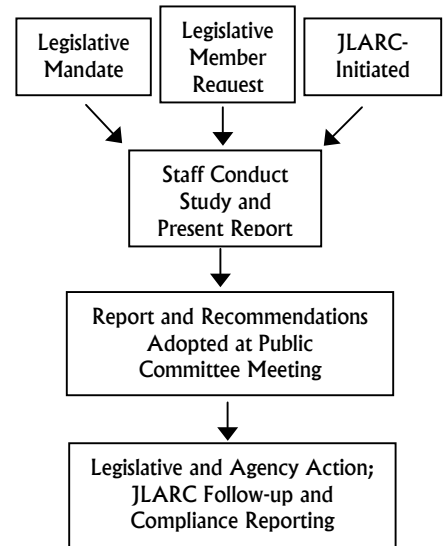 Legislative
Mandate
Legislative
Member
Request
JLARC-
Initiated
Staff Conduct
Study and
Present Report
Report and Recommendations
Adopted at Public
Committee Meeting
Legislative and Agency Action;
JLARC Follow-up and
Compliance Reporting